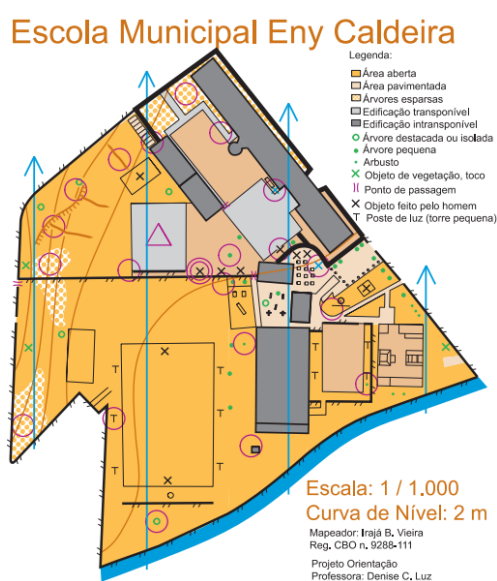 Escola Municipal Eny Caldeira
Legenda:
Área aberta
Área pavimentada
Árvores esparsas
Edificação transponível
Edificação intransponível
Árvore destacada ou isolada
Árvore pequena
Arbusto
Objeto de vegetação, toco
Ponto de passagem
Objeto feito pelo homem
Poste de luz (torre pequena)
Escala: 1 / 1.000
Curva de Nível: 2 m
Mapeador: Irajá B. Vieira
Reg. CBO n. 9288-111
Projeto Orientação
Professora: Denise C. Luz